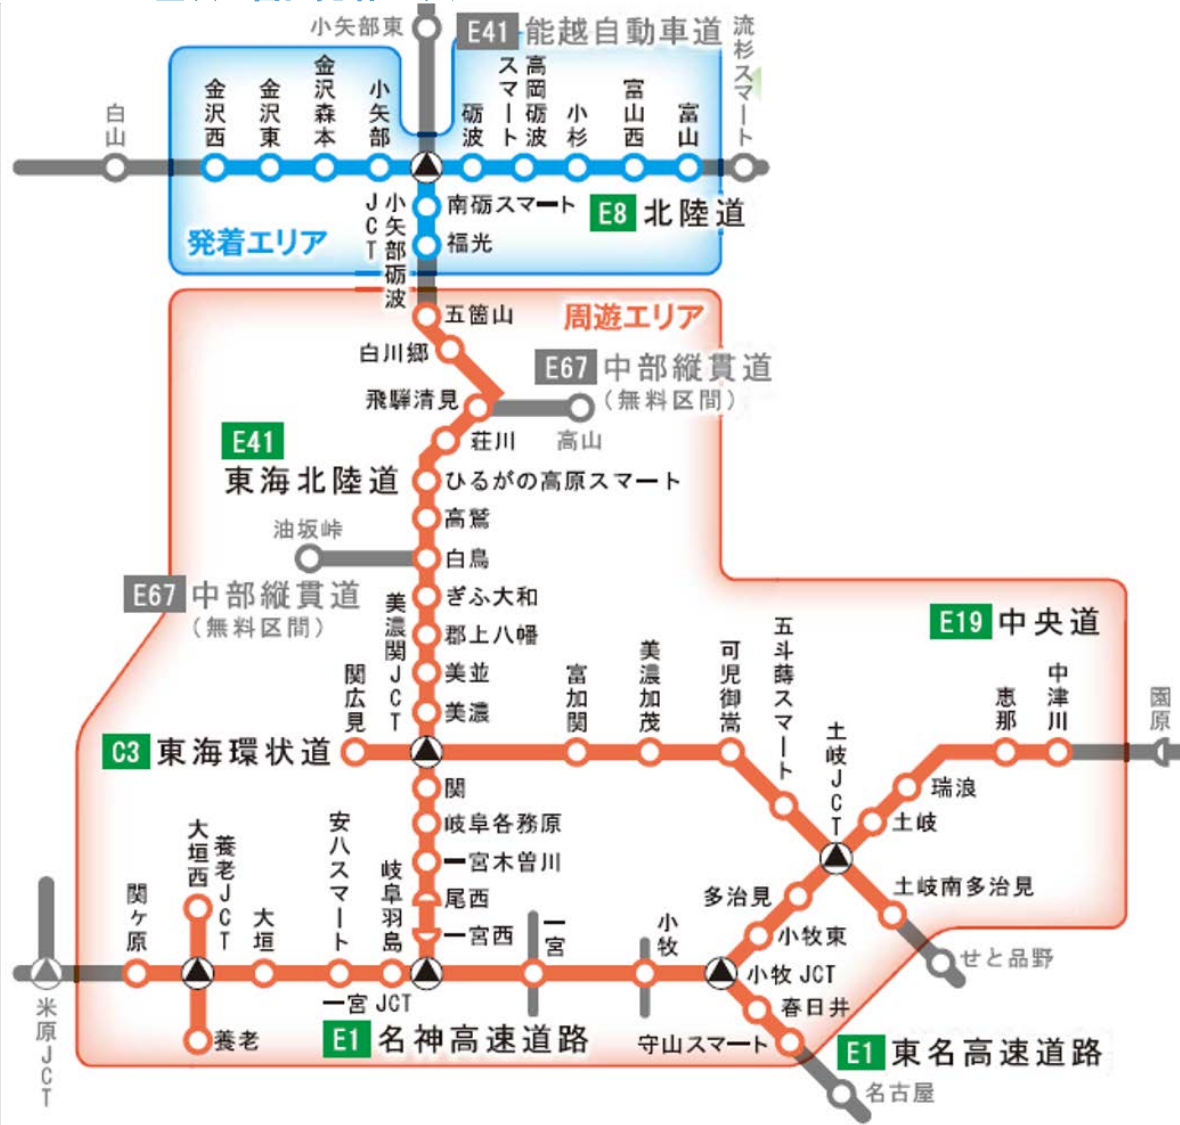 小矢部東
E41 能越自動車道
流杉スマート
白山
金沢西
金沢東
金沢森本
小矢部
砺波
高岡砺波
スマート
小杉
富山西
富山
小矢部砺波
JCT
南砺スマート
福光
E8 北陸道
発着エリア
周遊エリア
五箇山
白川郷
飛騨清見
E67 中部縦貫道
(無料区間)
高山
荘川
E41
東海北陸道
ひるがの高原スマート
高鷲
油坂峠
白鳥
E67 中部縦貫道
(無料区間)
ぎふ大和
郡上八幡
美並
美濃
美濃関JCT
関広見
C3 東海環状道
富加関
美濃加茂
可児御嵩
五斗蒔スマート
土岐JCT
E19 中央道
恵那
中津川
園原
瑞浪
土岐
土岐南多治見
せと品野
多治見
小牧東
小牧 JCT
春日井
守山スマート
E1 東名高速道路
名古屋
関
岐阜各務原
一宮木曽川
尾西
一宮西
一宮
小牧
関ヶ原
大垣西
養老JCT
大垣
安八スマート
岐阜羽島
一宮 JCT
養老
E1 名神高速道路
米原JCT